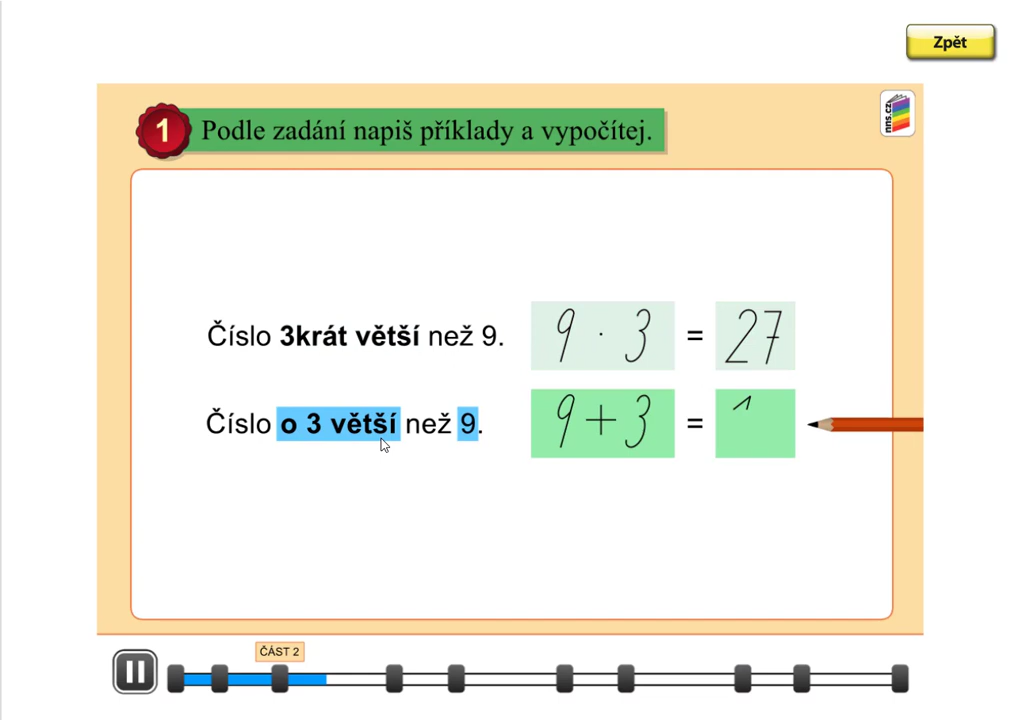 Zpět
1 Podle zadání napiš příklady a vypočítej.
nns.cz
Číslo 3krát větší než 9. 9 · 3 = 27
Číslo o 3 větší než 9. 9 + 3 =
ČÁST 2